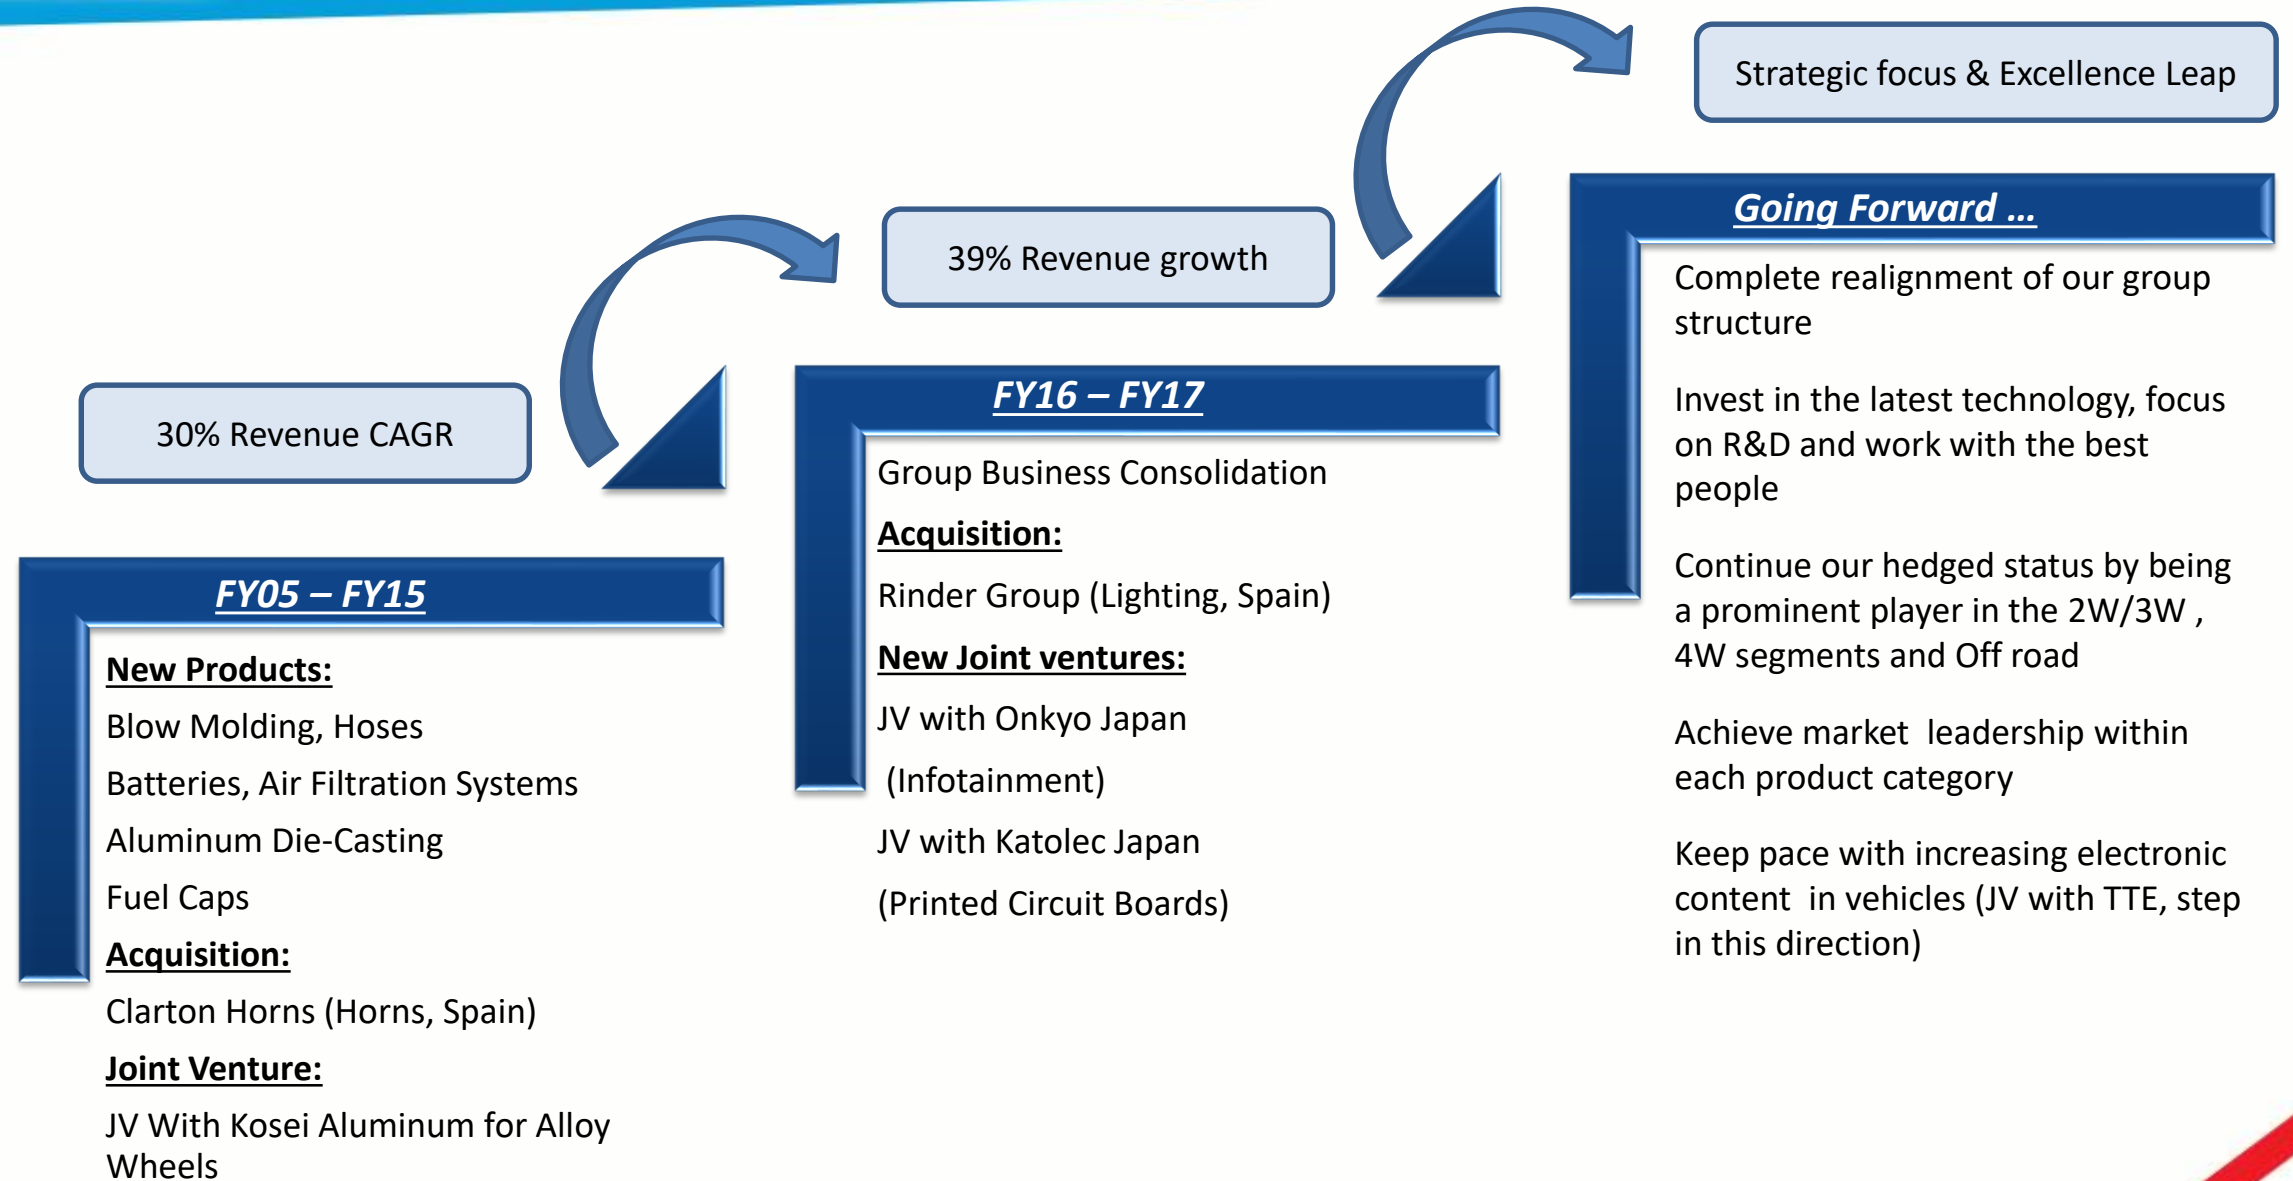 30% Revenue CAGR
FY05 – FY15
New Products:
Blow Molding, Hoses
Batteries, Air Filtration Systems
Aluminum Die-Casting
Fuel Caps
Acquisition:
Clarton Horns (Horns, Spain)
Joint Venture:
JV With Kosei Aluminum for Alloy
Wheels
39% Revenue growth
FY16 – FY17
Group Business Consolidation
Acquisition:
Rinder Group (Lighting, Spain)
New Joint ventures:
JV with Onkyo Japan
(Infotainment)
JV with Katolec Japan
(Printed Circuit Boards)
Strategic focus & Excellence Leap
Going Forward ...
Complete realignment of our group
structure
Invest in the latest technology, focus
on R&D and work with the best
people
Continue our hedged status by being
a prominent player in the 2W/3W ,
4W segments and Off road
Achieve market  leadership within
each product category
Keep pace with increasing electronic
content  in vehicles (JV with TTE, step
in this direction)